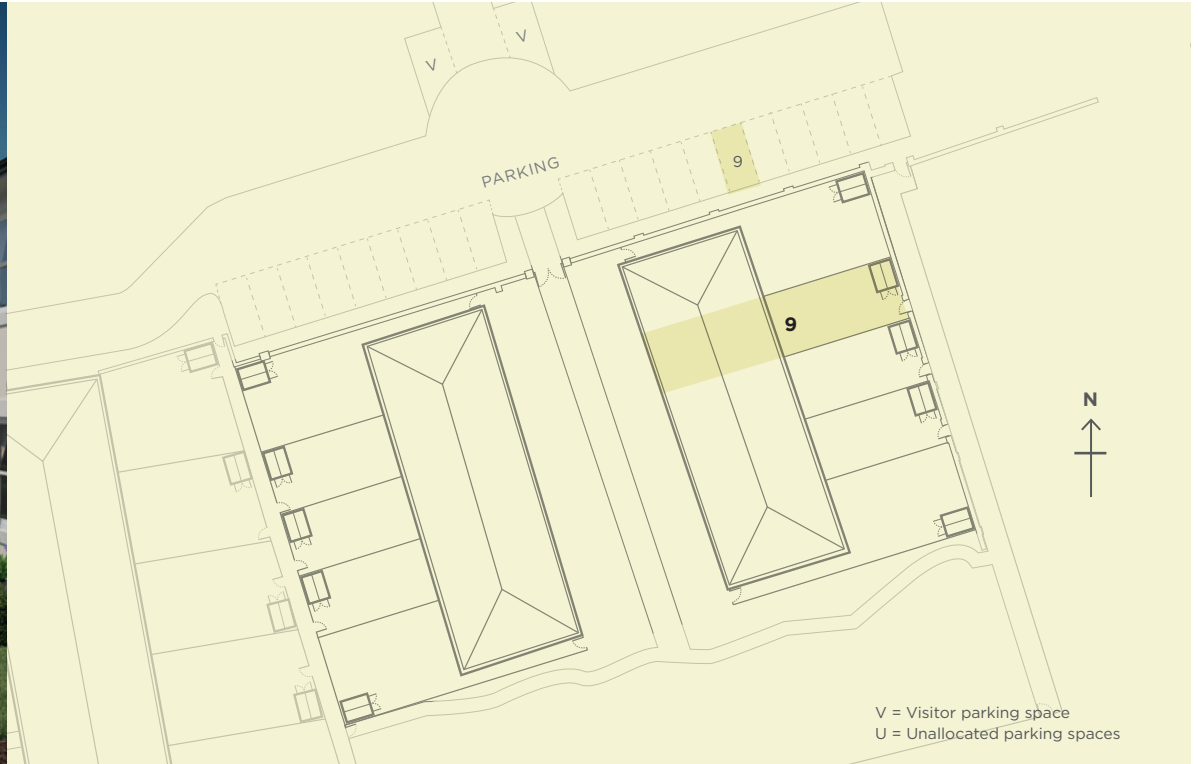 V
V
PARKING
9
9
N
V = Visitor parking space
U = Unallocated parking spaces